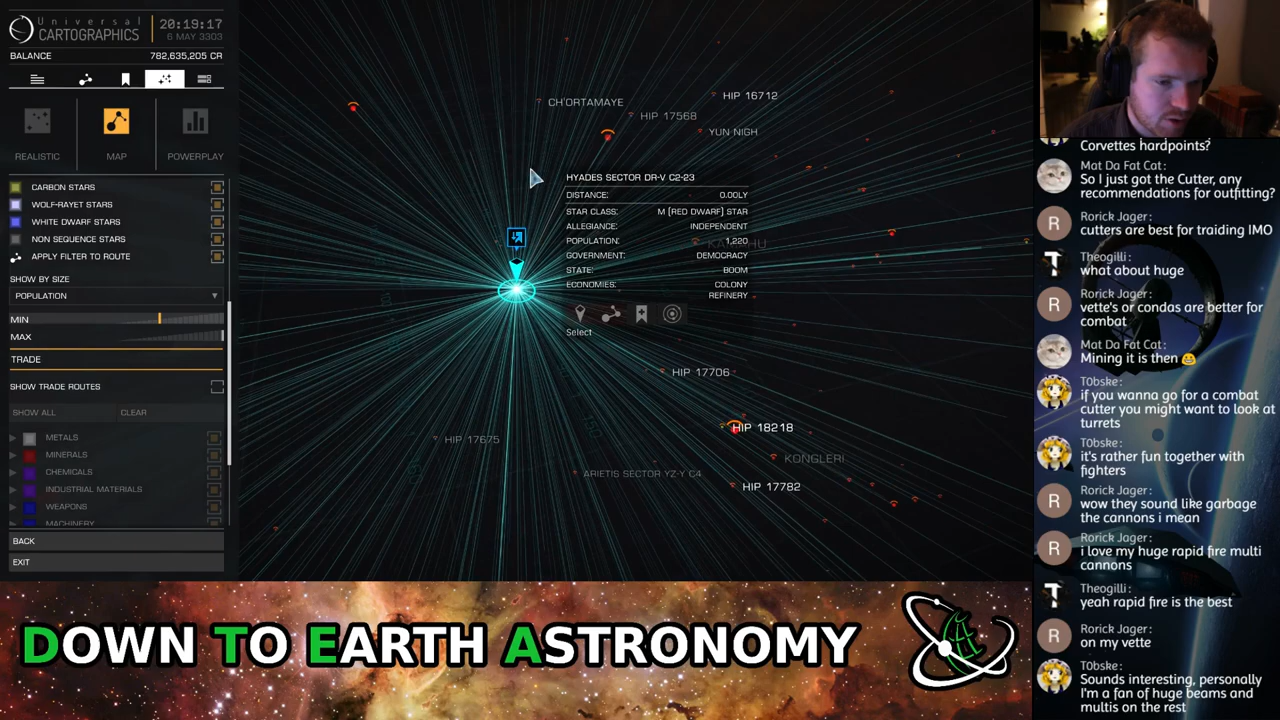 Universal
CARTOGRAPHICS
20:19:17
6 MAY 3303
BALANCE
782,635,205 CR
REALISTIC
MAP
POWERPLAY
CARBON STARS
WOLF-RAYET STARS
WHITE DWARF STARS
NON SEQUENCE STARS
APPLY FILTER TO ROUTE
SHOW BY SIZE
POPULATION
MIN
MAX
TRADE
SHOW TRADE ROUTES
SHOW ALL
CLEAR
METALS
MINERALS
CHEMICALS
INDUSTRIAL MATERIALS
WEAPONS
MACHINERY
BACK
EXIT
CH'ORTAMAYE
HIP 16712
HIP 17568
YUN NIGH
HYADES SECTOR DR-V C2-23
DISTANCE: 0.00LY
STAR CLASS: M [RED DWARF] STAR
ALLEGIANCE: INDEPENDENT
POPULATION: 1,220
GOVERNMENT: DEMOCRACY
STATE: BOOM
ECONOMIES: COLONY
REFINERY
Select
HIP 17706
HIP 18218
HIP 17675
KONGLERI
ARIETIS SECTOR YZ-Y C4
HIP 17782
Corvettes hardpoints?
Mat Da Fat Cat:
So I just got the Cutter, any
recommendations for outfitting?
Rorick Jager:
cutters are best for traiding IMO
Theogilli:
what about huge
Rorick Jager:
vette's or condas are better for
combat
Mat Da Fat Cat:
Mining it is then 😁
T0bske:
if you wanna go for a combat
cutter you might want to look at
turrets
T0bske:
it's rather fun together with
fighters
Rorick Jager:
wow they sound like garbage
the cannons i mean
Rorick Jager:
i love my huge rapid fire multi
cannons
Theogilli:
yeah rapid fire is the best
Rorick Jager:
on my vette
T0bske:
Sounds interesting, personally
I'm a fan of huge beams and
multis on the rest
DOWN TO EARTH ASTRONOMY